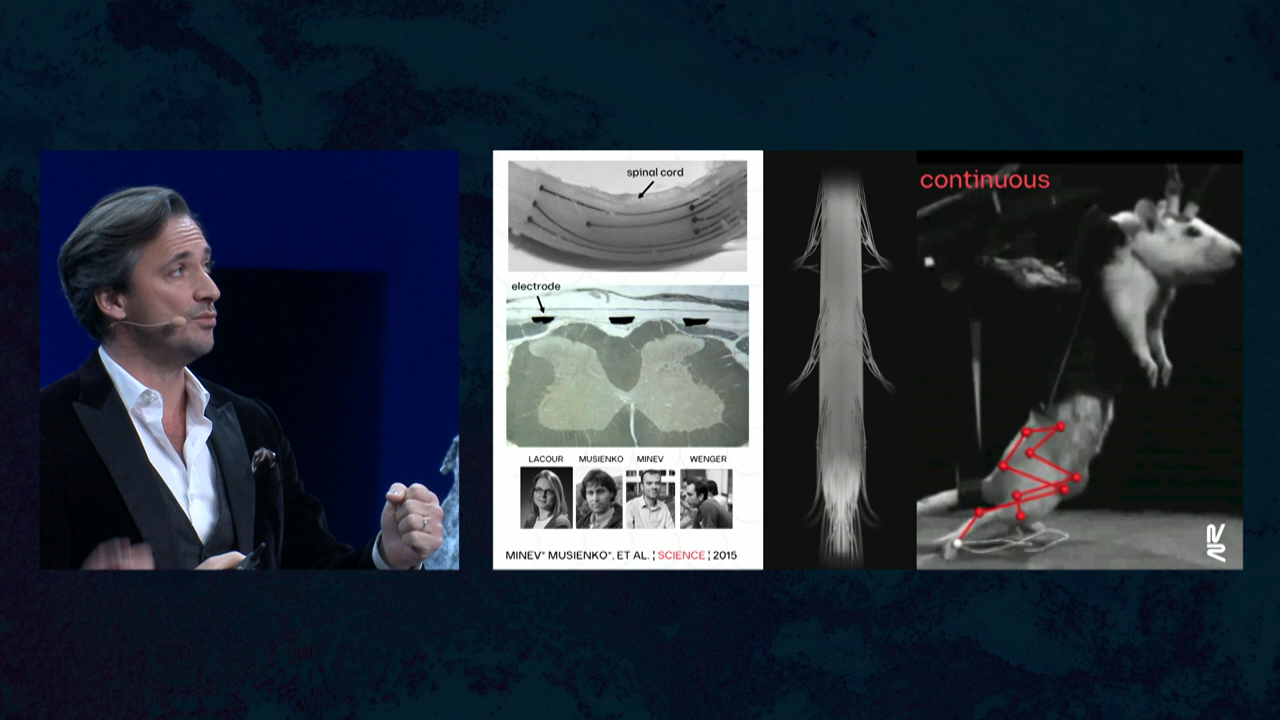 spinal cord
continuous
electrode
LACOUR MUSIENKO MINEV WENGER
MINEV* MUSIENKO*, ET AL. ¦ SCIENCE ¦ 2015